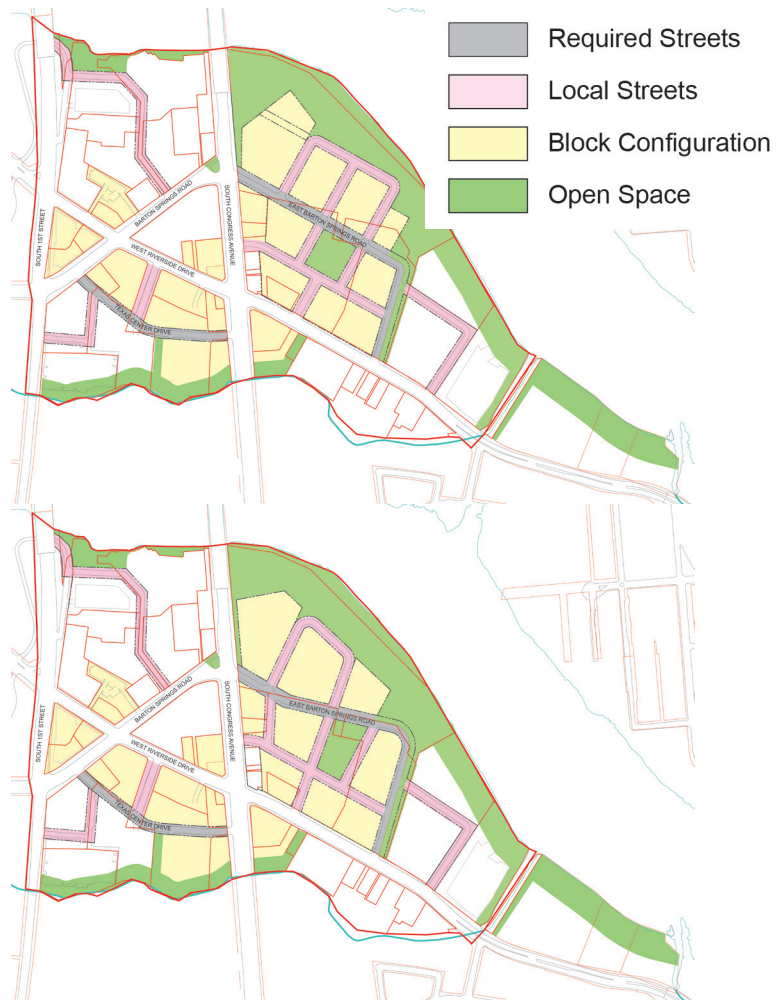 Required Streets
Local Streets
Block Configuration
Open Space
SOUTH 1ST STREET
BARTON SPRINGS ROAD
SOUTH CONGRESS AVENUE
EAST BARTON SPRINGS ROAD
WEST RIVERSIDE DRIVE
TEXAS CENTER DRIVE
SOUTH 1ST STREET
BARTON SPRINGS ROAD
SOUTH CONGRESS AVENUE
EAST BARTON SPRINGS ROAD
WEST RIVERSIDE DRIVE
TEXAS CENTER DRIVE